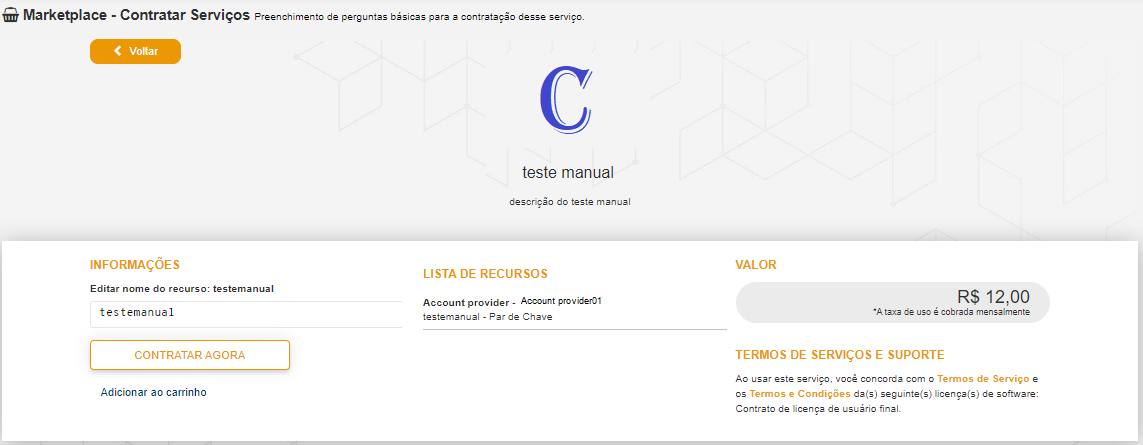 Marketplace - Contratar Serviços Preenchimento de perguntas básicas para a contratação desse serviço.
Voltar
C
teste manual
descrição do teste manual
INFORMAÇÕES
Editar nome do recurso: testemanual
testemanual
CONTRATAR AGORA
Adicionar ao carrinho
LISTA DE RECURSOS
Account provider - Account provider01
testemanual - Par de Chave
VALOR
R$ 12,00
*A taxa de uso é cobrada mensalmente
TERMOS DE SERVIÇOS E SUPORTE
Ao usar este serviço, você concorda com o Termos de Serviço e
os Termos e Condições da(s) seguinte(s) licença(s) de software:
Contrato de licença de usuário final.